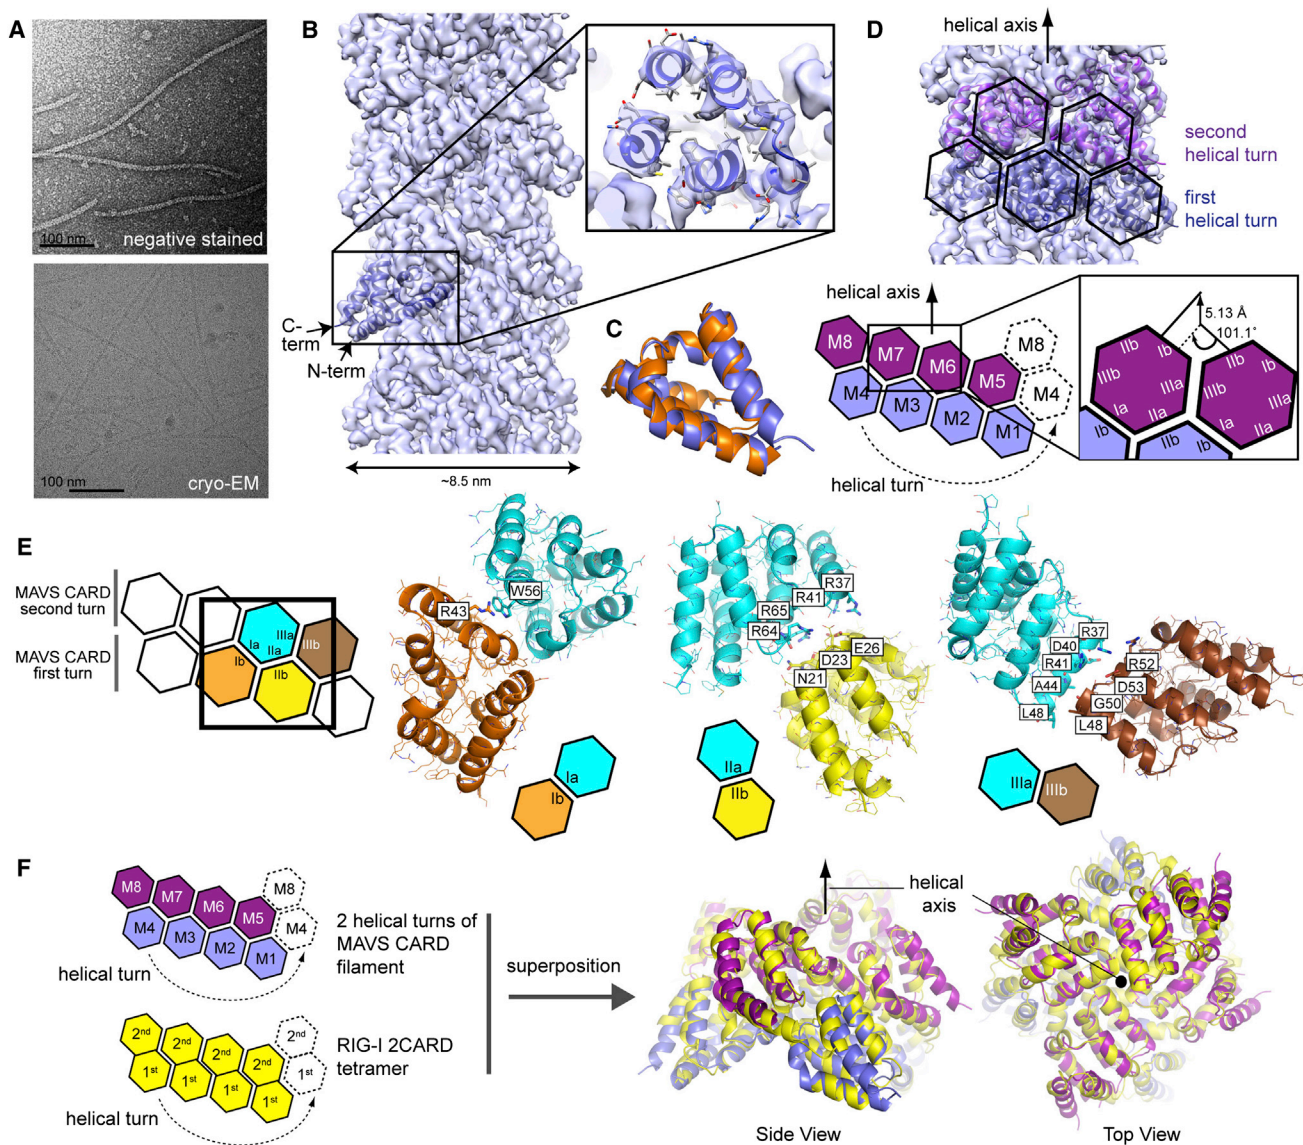 A
100 nm
negative stained
100 nm
cryo-EM
B
C-
term
N-term
~8.5 nm
C
D
helical axis
second
helical turn
first
helical turn
helical axis
M8
M7
M6
M5
M8
M4
M3
M2
M1
M4
helical turn
5.13 Å
101.1°
IIb
Ib
IIIb
IIIa
Ia
IIa
IIb
Ib
IIIb
IIIa
Ia
IIa
Ib
IIb
Ib
E
MAVS CARD
second turn
MAVS CARD
first turn
Ia
IIIa
IIa
IIIb
Ib
IIb
R43
W56
Ia
Ib
R37
R41
R65
R64
E26
D23
N21
IIa
IIb
R37
D40
R41
A44
L48
R52
D53
G50
L48
IIIa
IIIb
F
M8
M7
M6
M5
M8
M4
M3
M2
M1
M4
helical turn
2 helical turns of
MAVS CARD
filament
2nd
2nd
2nd
2nd
2nd
1st
1st
1st
1st
1st
helical turn
RIG-I 2CARD
tetramer
superposition
helical
axis
Side View
Top View